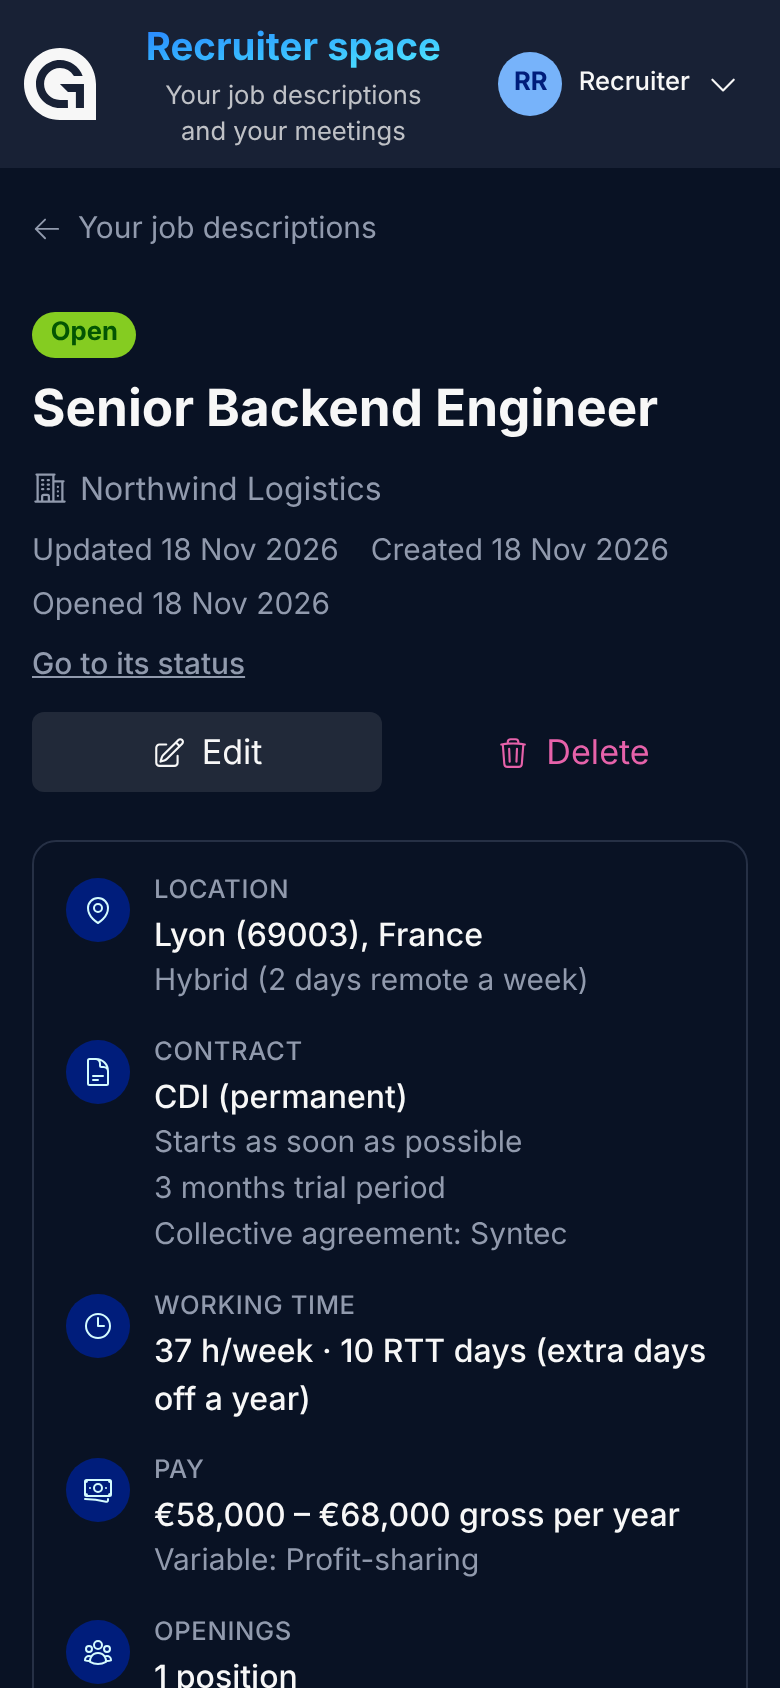 Recruiter space
Your job descriptions
and your meetings
RR
Recruiter
Your job descriptions
Open
Senior Backend Engineer
Northwind Logistics
Updated 18 Nov 2026 Created 18 Nov 2026
Opened 18 Nov 2026
Go to its status
Edit
Delete
LOCATION
Lyon (69003), France
Hybrid (2 days remote a week)
CONTRACT
CDI (permanent)
Starts as soon as possible
3 months trial period
Collective agreement: Syntec
WORKING TIME
37 h/week · 10 RTT days (extra days
off a year)
PAY
€58,000 – €68,000 gross per year
Variable: Profit-sharing
OPENINGS
1 position